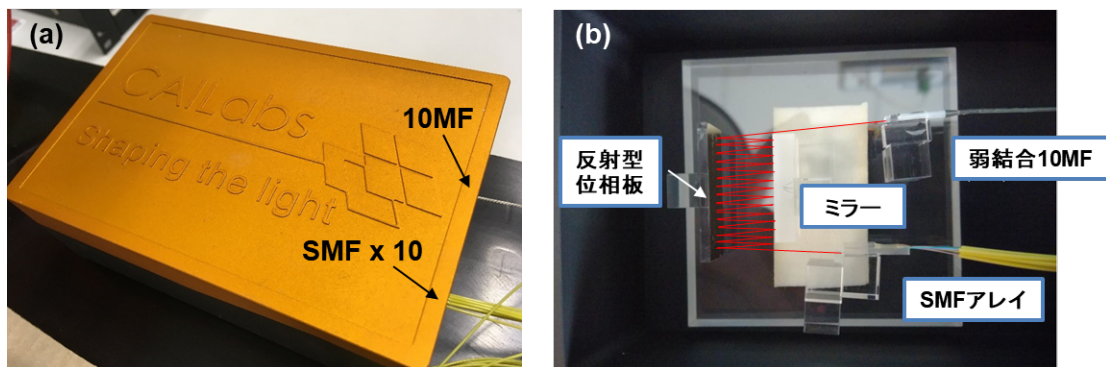 (a)
CAILabs
Shaping the light
10MF
SMF x 10
(b)
反射型
位相板
ミラー
弱結合10MF
SMFアレイ